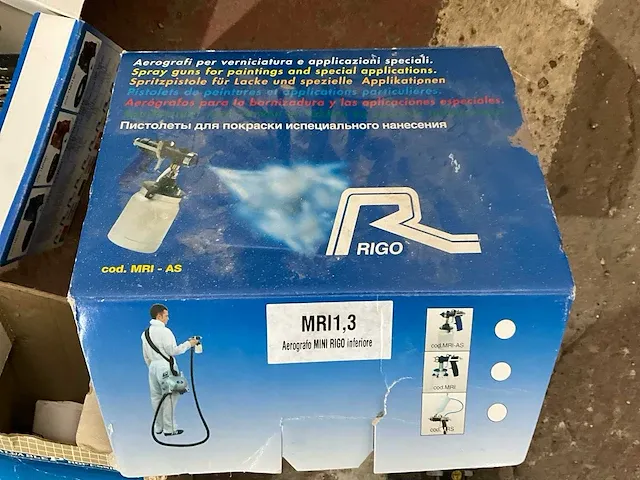 Aerografi per verniciatura e applicazioni speciali.
Spray guns for paintings and special applications.
Spritzpistole für Lacke und spezielle Applikationen
Pistolets de peintures et applications particulieres.
Aerógrafos para la barnizadura y las aplicaciones especiales.
Пистолеты для покраски испециального нанесения
RIGO
cod. MRI - AS
MRI1,3
Aerografo MINI RIGO inferiore
cod.MRI-AS
cod.MRI